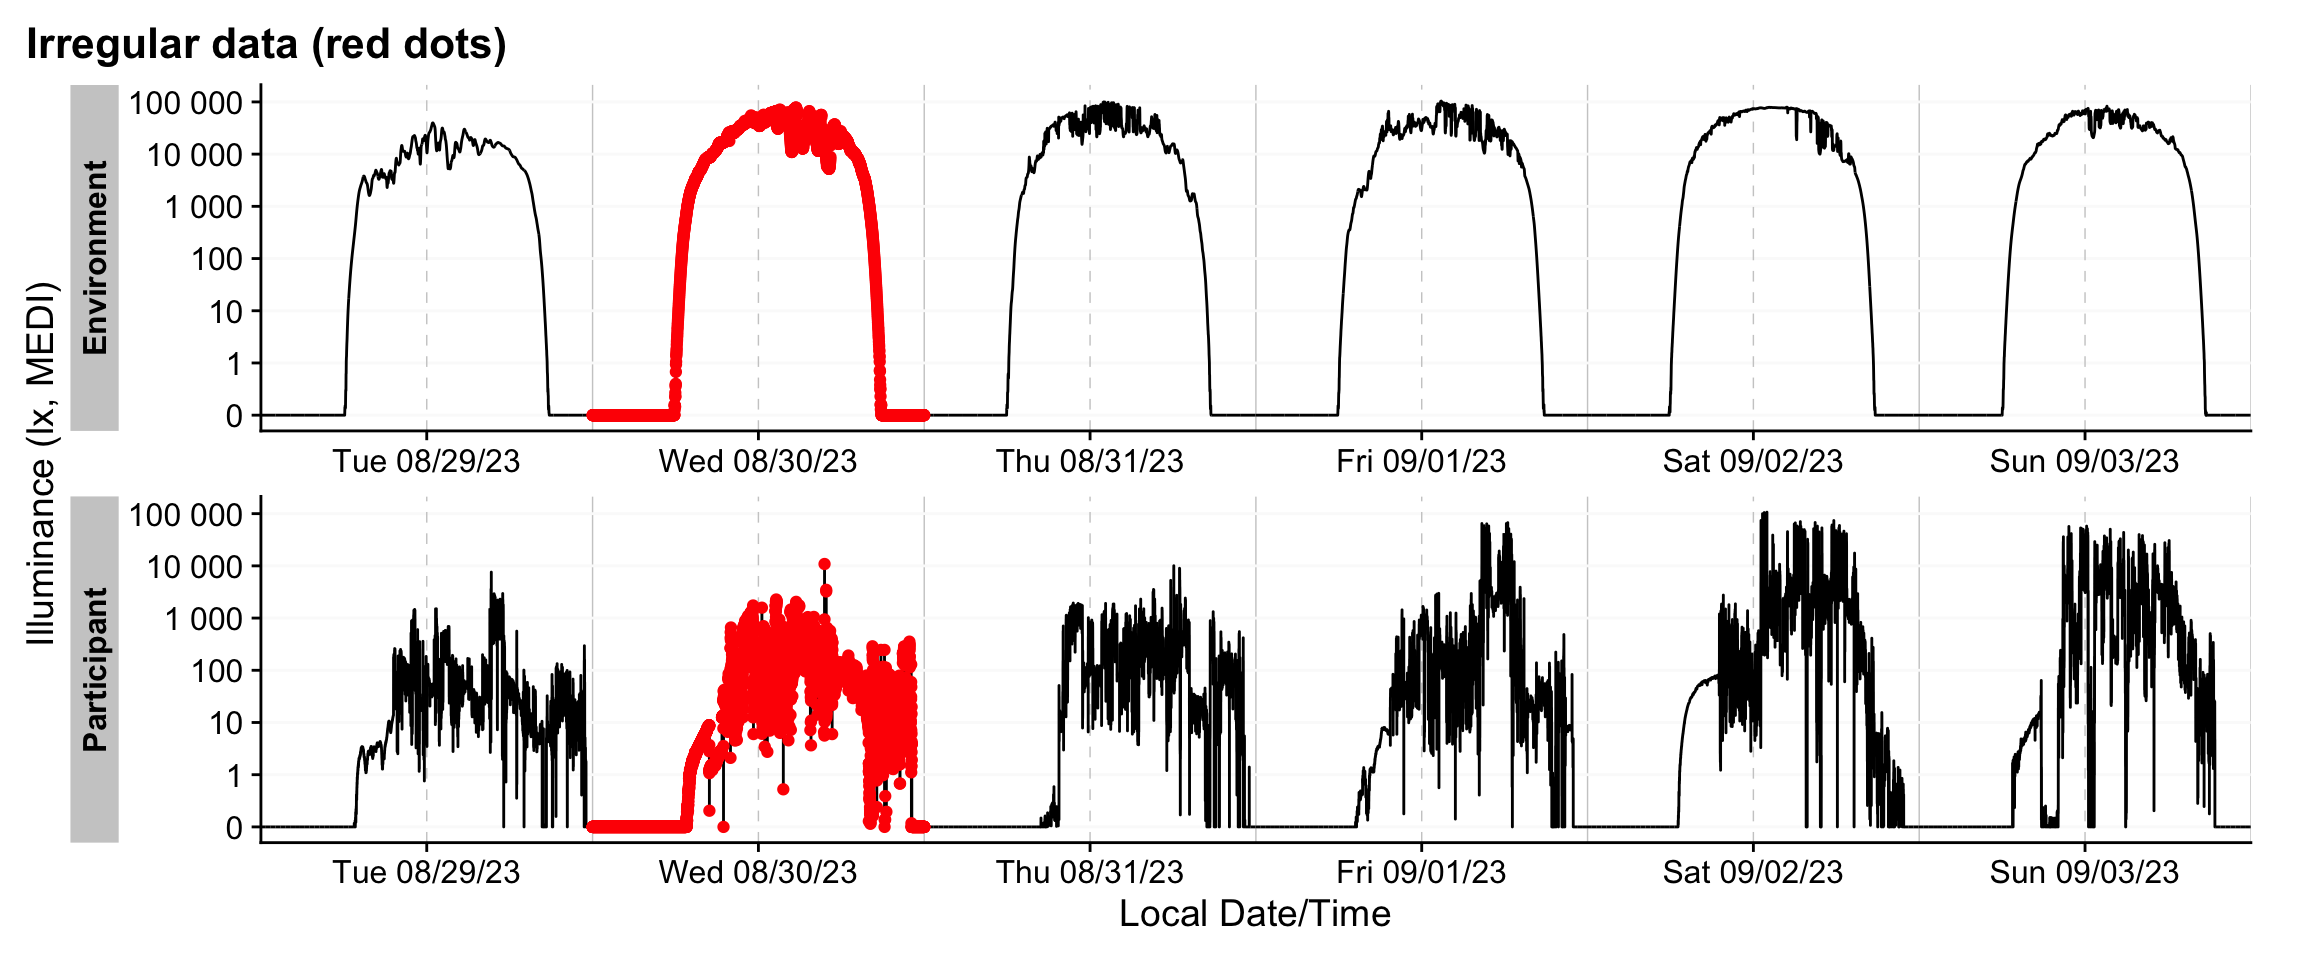 Irregular data (red dots)
Illuminance (lx, MEDI)
Environment
100 000
10 000
1 000
100
10
1
0
Tue 08/29/23 Wed 08/30/23 Thu 08/31/23 Fri 09/01/23 Sat 09/02/23 Sun 09/03/23
Participant
100 000
10 000
1 000
100
10
1
0
Tue 08/29/23 Wed 08/30/23 Thu 08/31/23 Fri 09/01/23 Sat 09/02/23 Sun 09/03/23
Local Date/Time